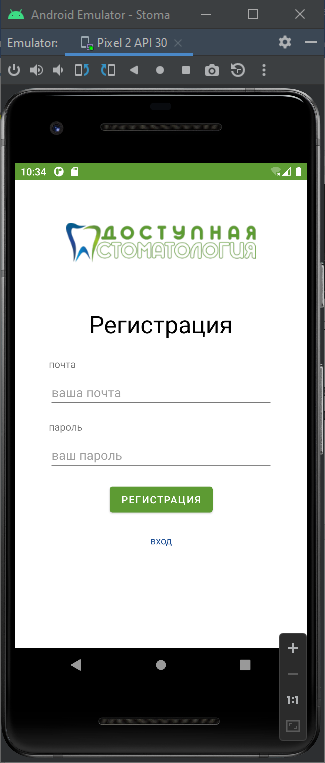 Android Emulator - Stoma
Emulator: Pixel 2 API 30
10:34
ДОСТУПНАЯ
СТОМАТОЛОГИЯ
Регистрация
почта
ваша почта
пароль
ваш пароль
РЕГИСТРАЦИЯ
вход
1:1